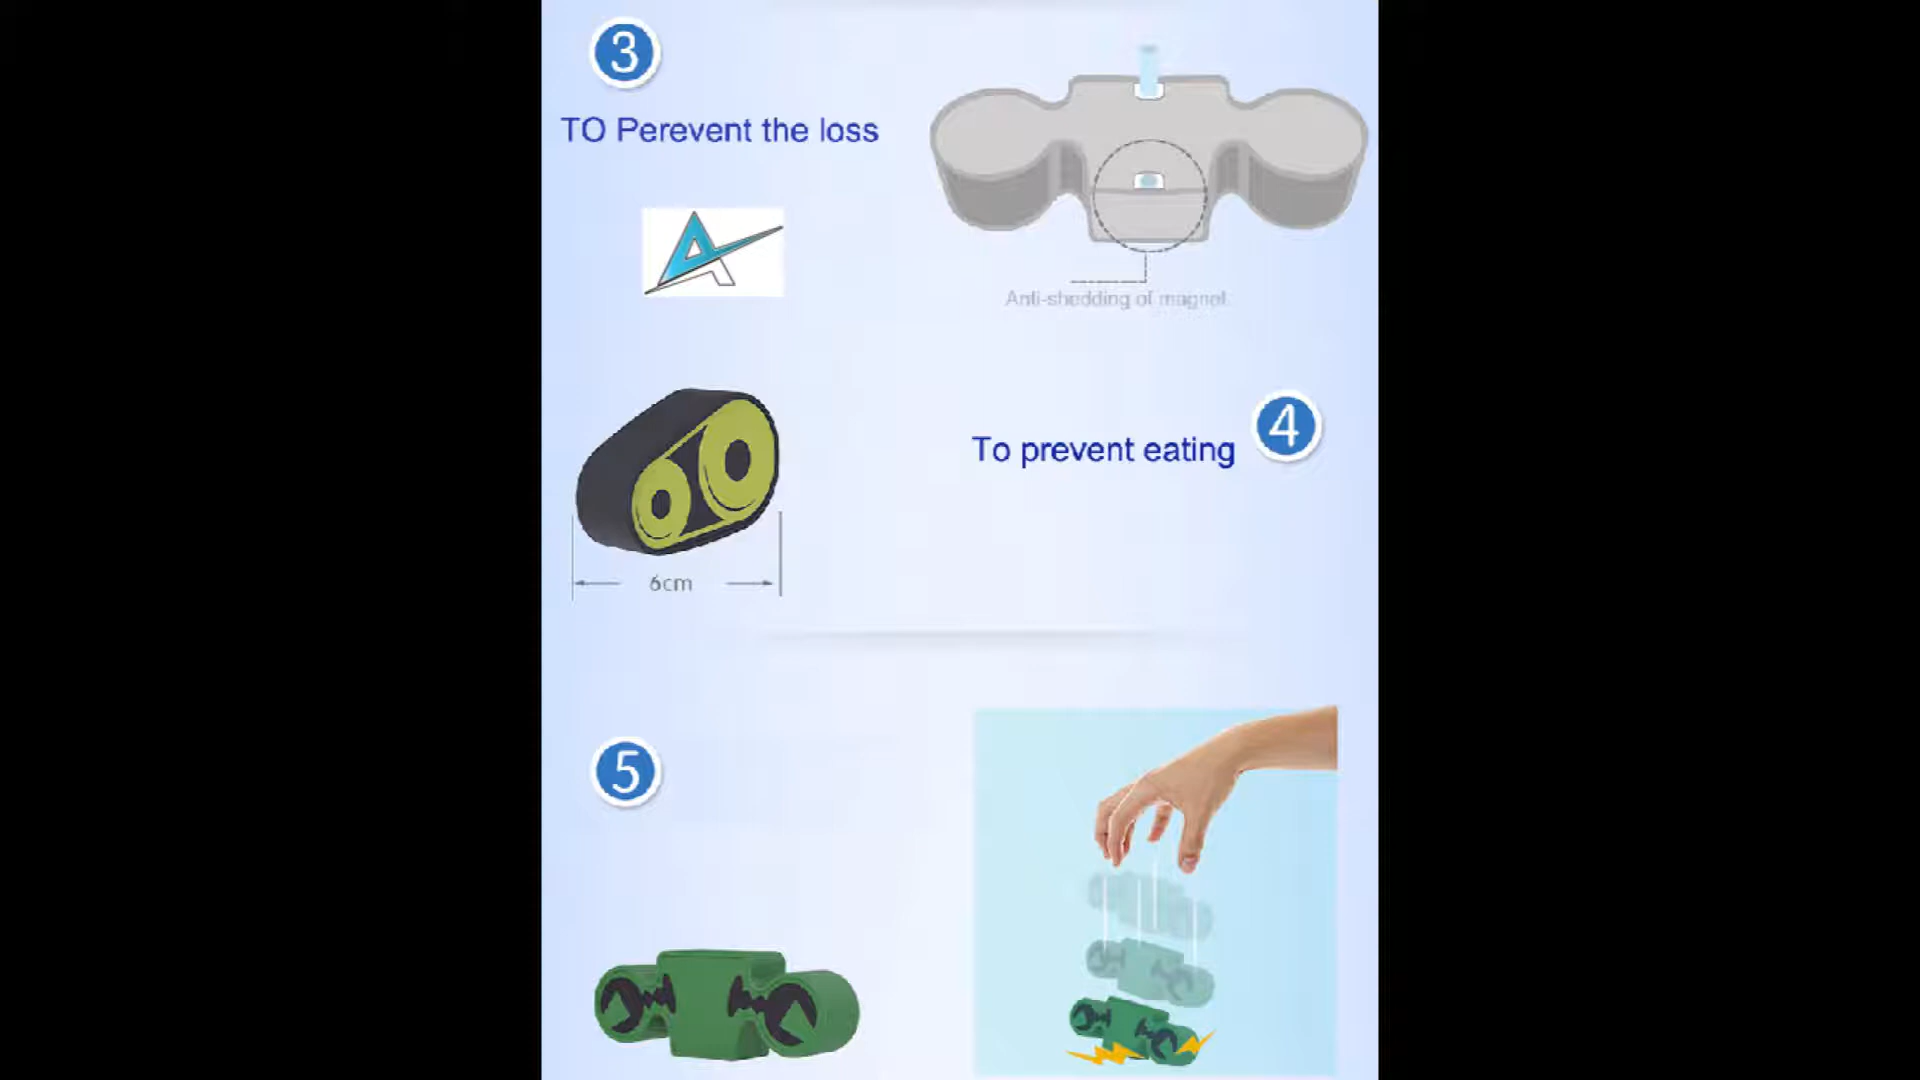 3
TO Perevent the loss
Anti-shedding of magnet
4
To prevent eating
6cm
5